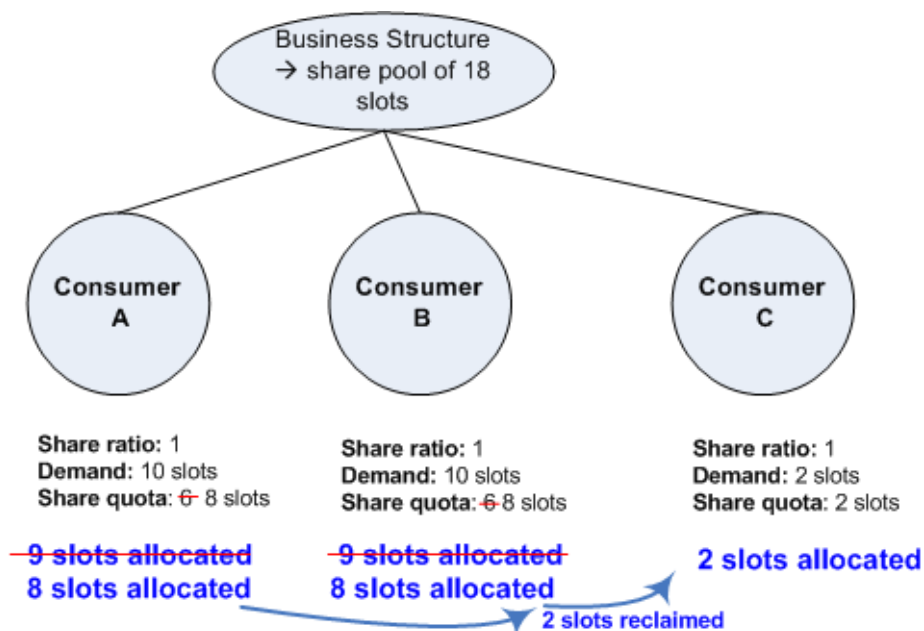 Business Structure
→ share pool of 18
slots
Consumer
A
Consumer
B
Consumer
C
Share ratio: 1
Demand: 10 slots
Share quota: 6 8 slots
9 slots allocated
8 slots allocated
Share ratio: 1
Demand: 10 slots
Share quota: 6 8 slots
9 slots allocated
8 slots allocated
Share ratio: 1
Demand: 2 slots
Share quota: 2 slots
2 slots allocated
2 slots reclaimed